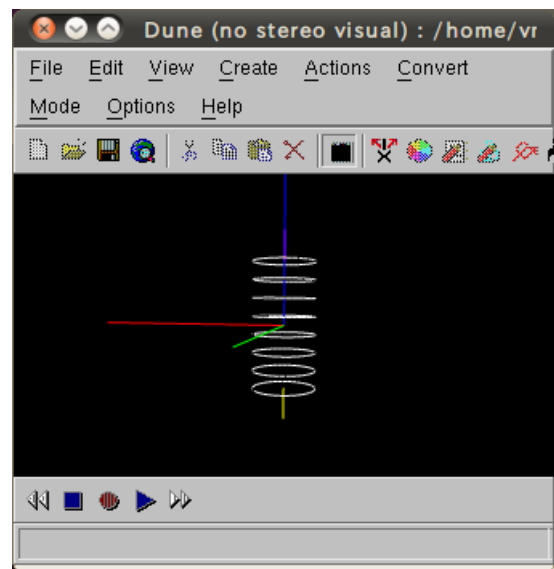 Dune (no stereo visual) : /home/vr
File Edit View Create Actions Convert
Mode Options Help